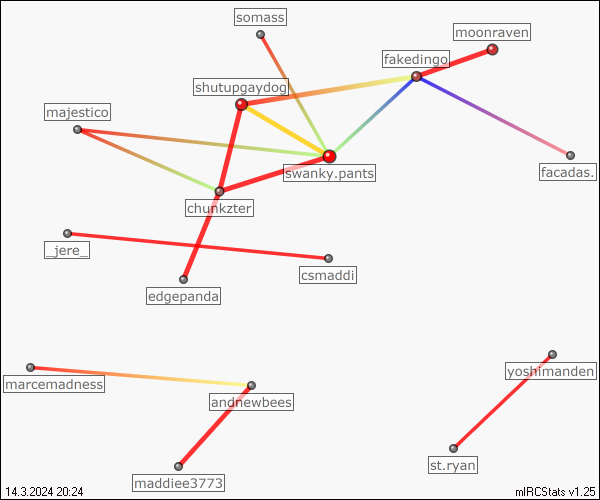 somass
moonraven
fakedingo
shutupgaydog
majestico
swanky.pants
facadas.
chunkzter
_jere_
csmaddi
edgepanda
yoshimanden
marcemadness
andnewbees
st.ryan
maddiee3773
14.3.2024 20:24
mIRCStats v1.25